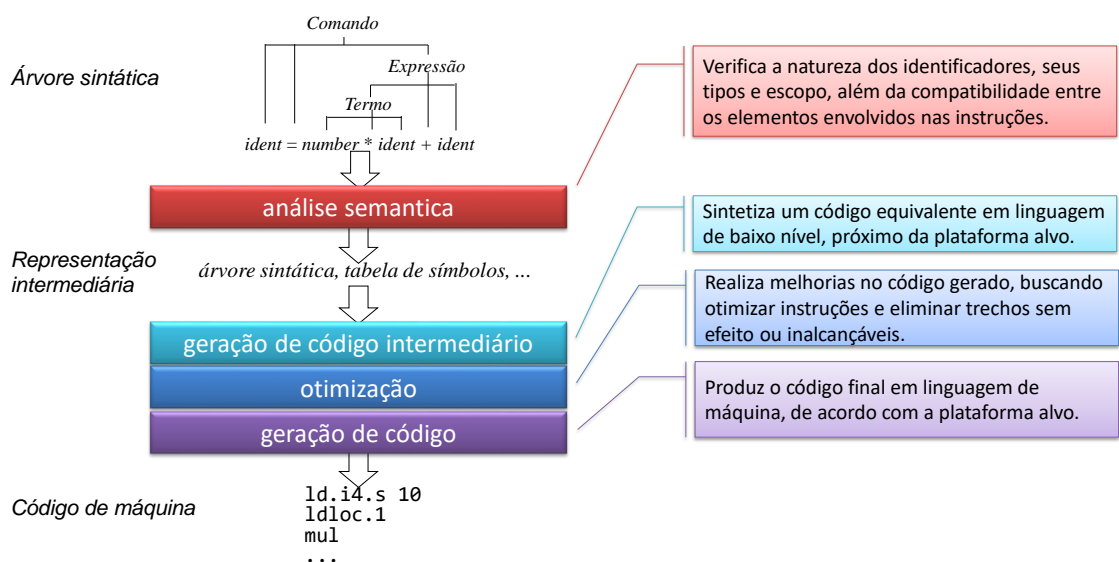 Comando
Árvore sintática
Expressão
Termo
ident = number * ident + ident
Verifica a natureza dos identificadores, seus
tipos e escopo, além da compatibilidade entre
os elementos envolvidos nas instruções.
análise semantica
Sintetiza um código equivalente em linguagem
de baixo nível, próximo da plataforma alvo.
Representação
intermediária
árvore sintática, tabela de símbolos, ...
Realiza melhorias no código gerado, buscando
otimizar instruções e eliminar trechos sem
efeito ou inalcançáveis.
geração de código intermediário
otimização
geração de código
Produz o código final em linguagem de
máquina, de acordo com a plataforma alvo.
Código de máquina
ld.i4.s 10
ldloc.1
mul
...